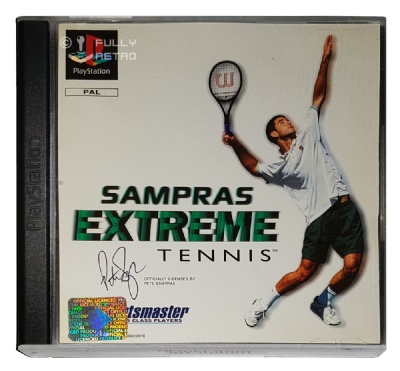 FULLY
RETRO
PlayStation
PAL
W
SAMPRAS
EXTREME
TENNIS™
OFFICIALLY LICENSED BY
PETE SAMPRAS
PlayStation
PlayStation